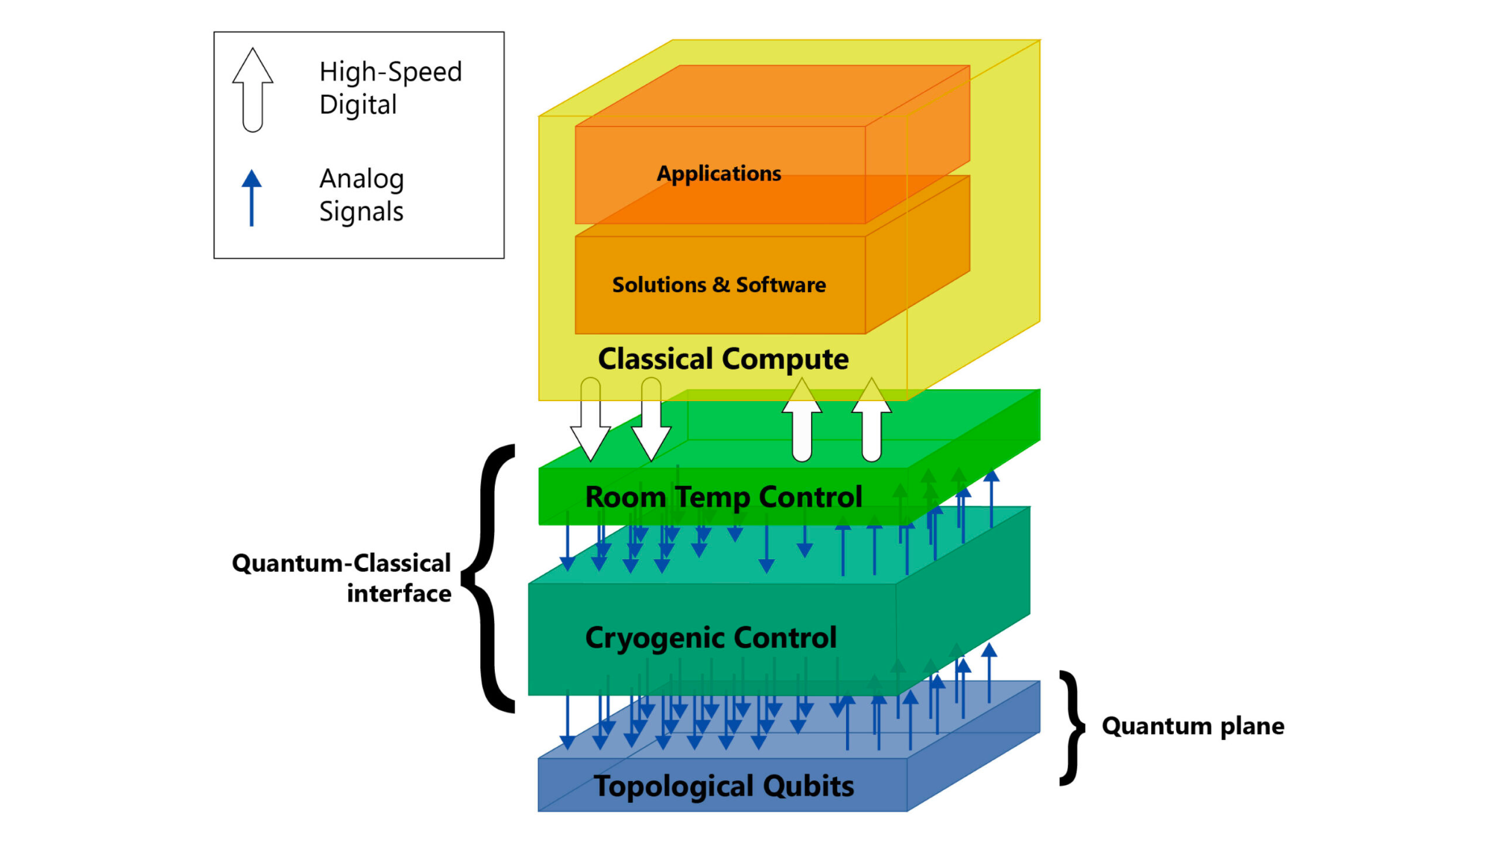 High-Speed
Digital
Analog
Signals
Applications
Solutions & Software
Classical Compute
Room Temp Control
Quantum-Classical
interface
Cryogenic Control
Quantum plane
Topological Qubits